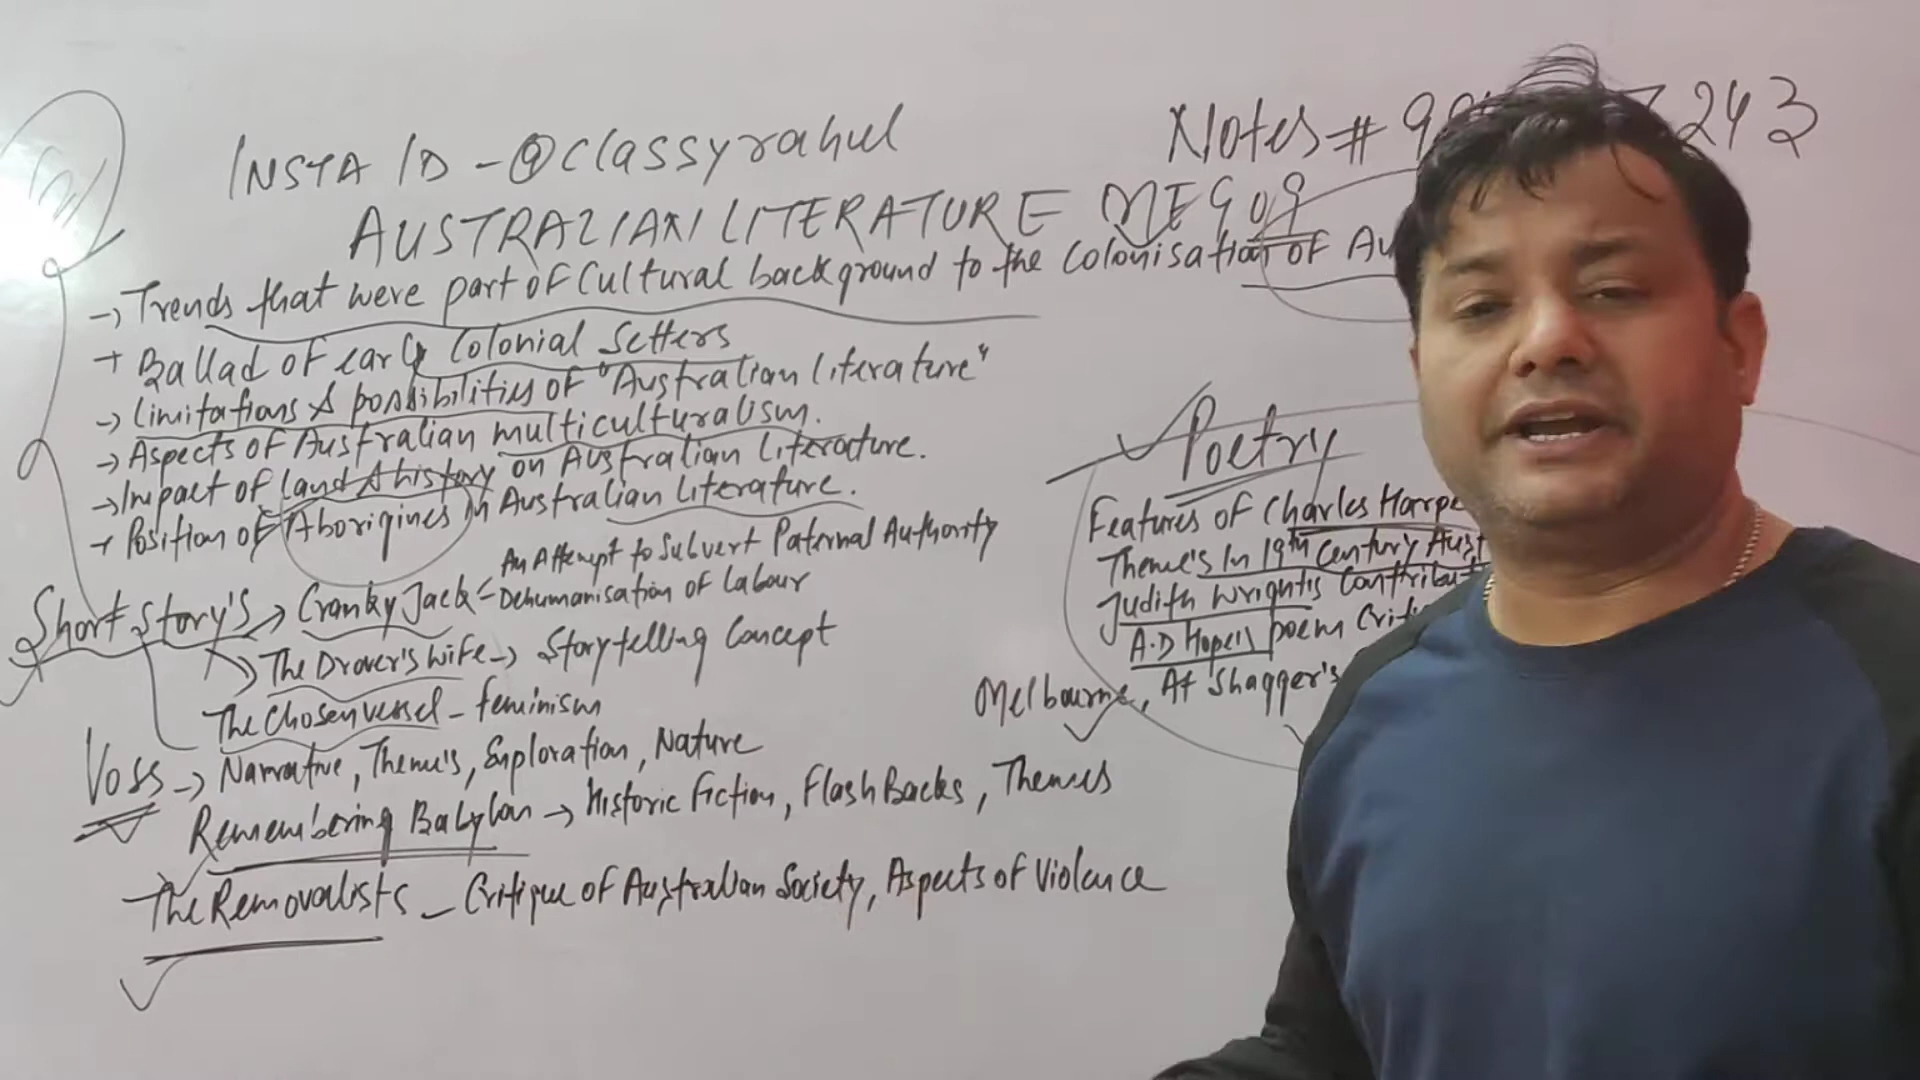 INSTA ID - @classyrahul
Notes # 9 243
AUSTRALIAN LITERATURE MEG 09
→ Trends that were part of Cultural background to the Colonisation of Au
→ Ballad of early Colonial Setters
→ Limitations & possibilities of "Australian literature"
→ Aspects of Australian multiculturalism.
→ Impact of land & history on Australian Literature.
→ Position of Aborigines in Australian Literature.
Short Story's → Cranky Jack - An Attempt to Subvert Paternal Authority
Dehumanisation of Labour
→ The Drover's Wife → Storytelling Concept
The Chosen vessel - feminism
Voss → Narrative, Theme's, Exploration, Nature
Remembering Babylon → Historic Fiction, FlashBacks, Themes
The Removalists - Critique of Australian Society, Aspects of Violence
Poetry
Features of Charles Harpe
Theme's In 19th Century Aust
Judith Wright's Contribut
A.D Hope's poem Criti
Melbourne, At Shagger's